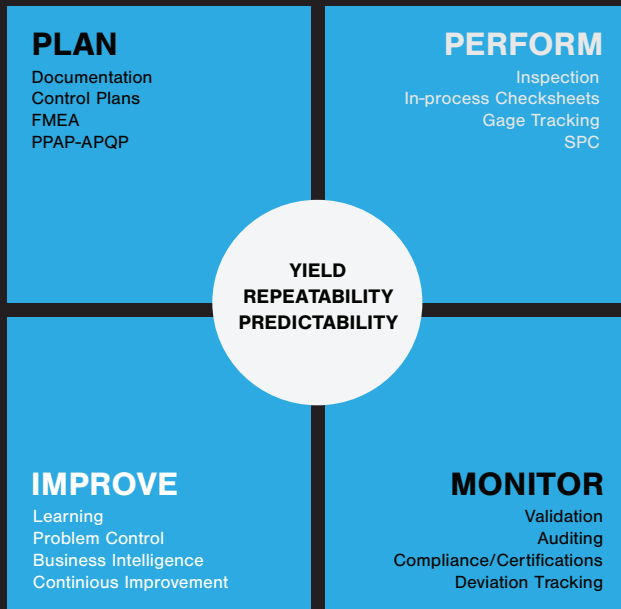 PLAN
Documentation
Control Plans
FMEA
PPAP-APQP
PERFORM
Inspection
In-process Checksheets
Gage Tracking
SPC
YIELD
REPEATABILITY
PREDICTABILITY
IMPROVE
Learning
Problem Control
Business Intelligence
Continious Improvement
MONITOR
Validation
Auditing
Compliance/Certifications
Deviation Tracking